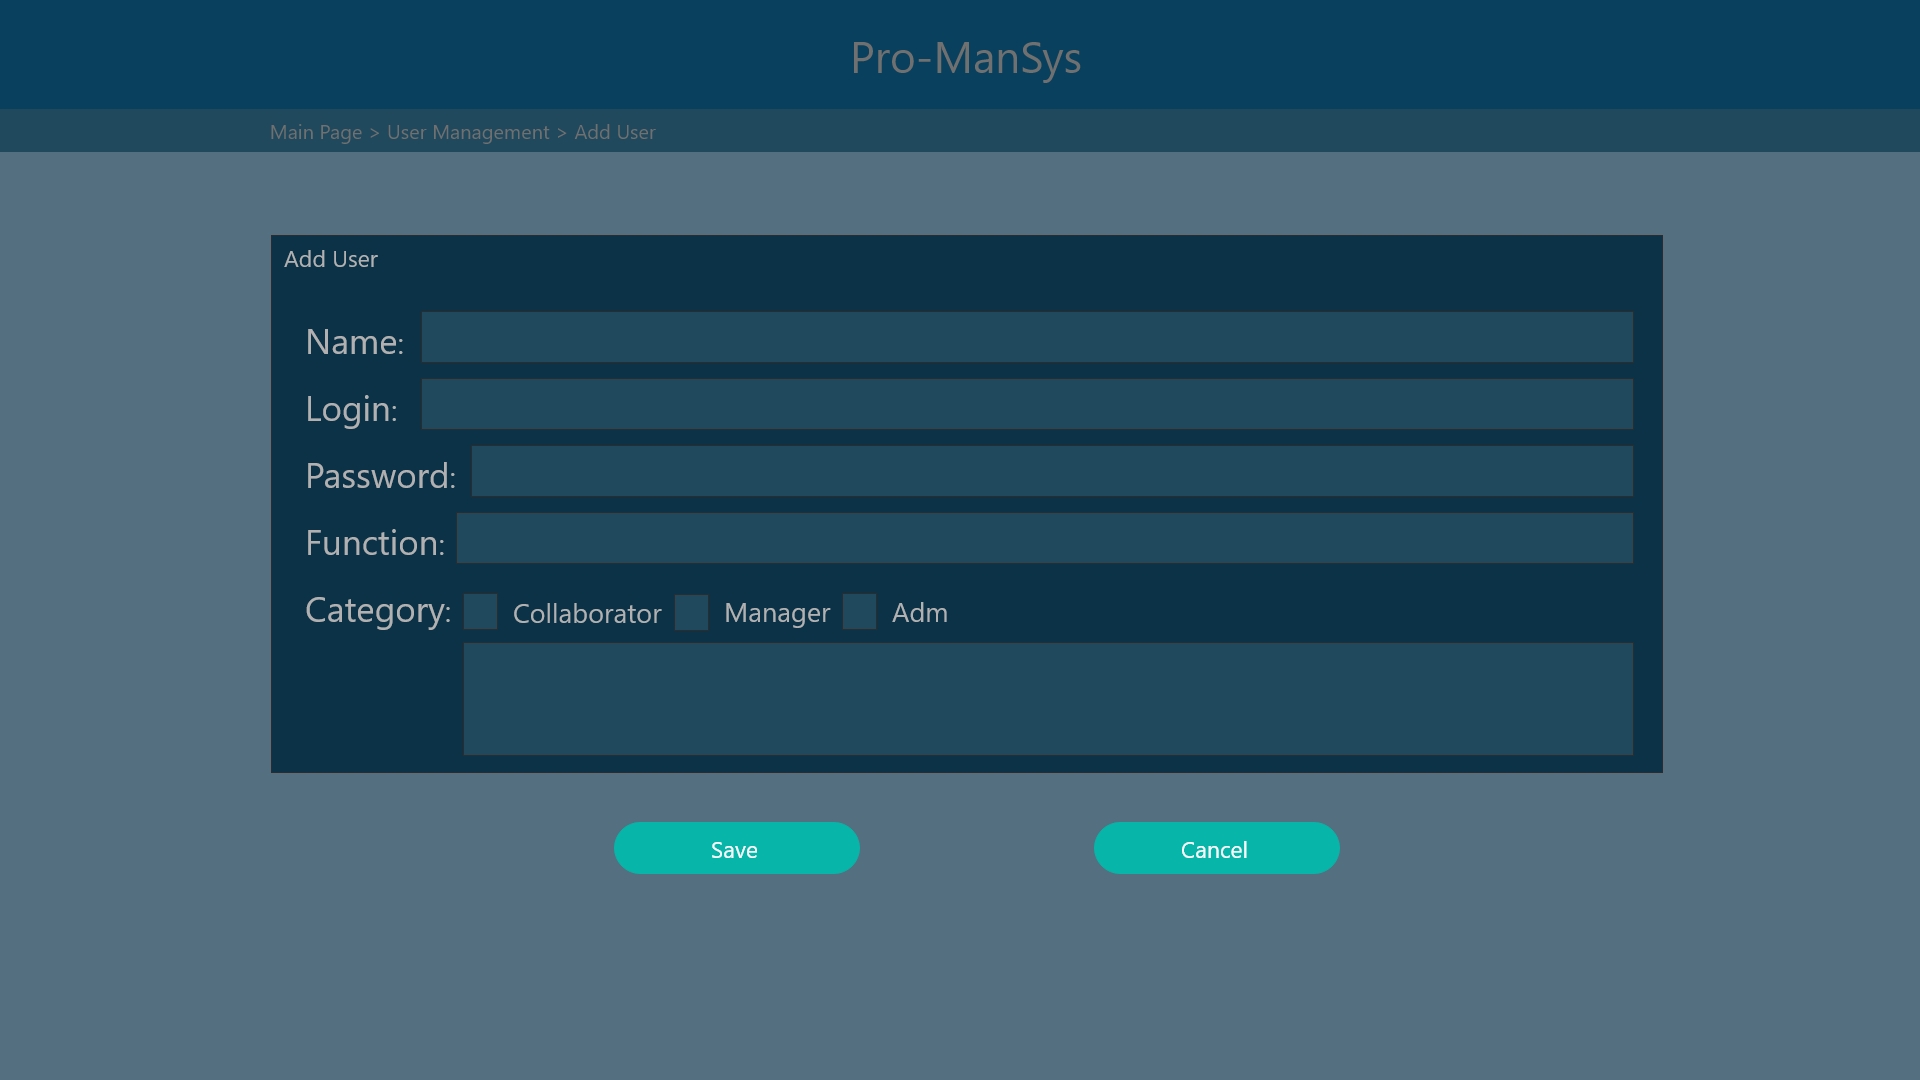 Pro-ManSys
Main Page > User Management > Add User
Add User
Name:
Login:
Password:
Function:
Category: Collaborator Manager Adm
Save Cancel